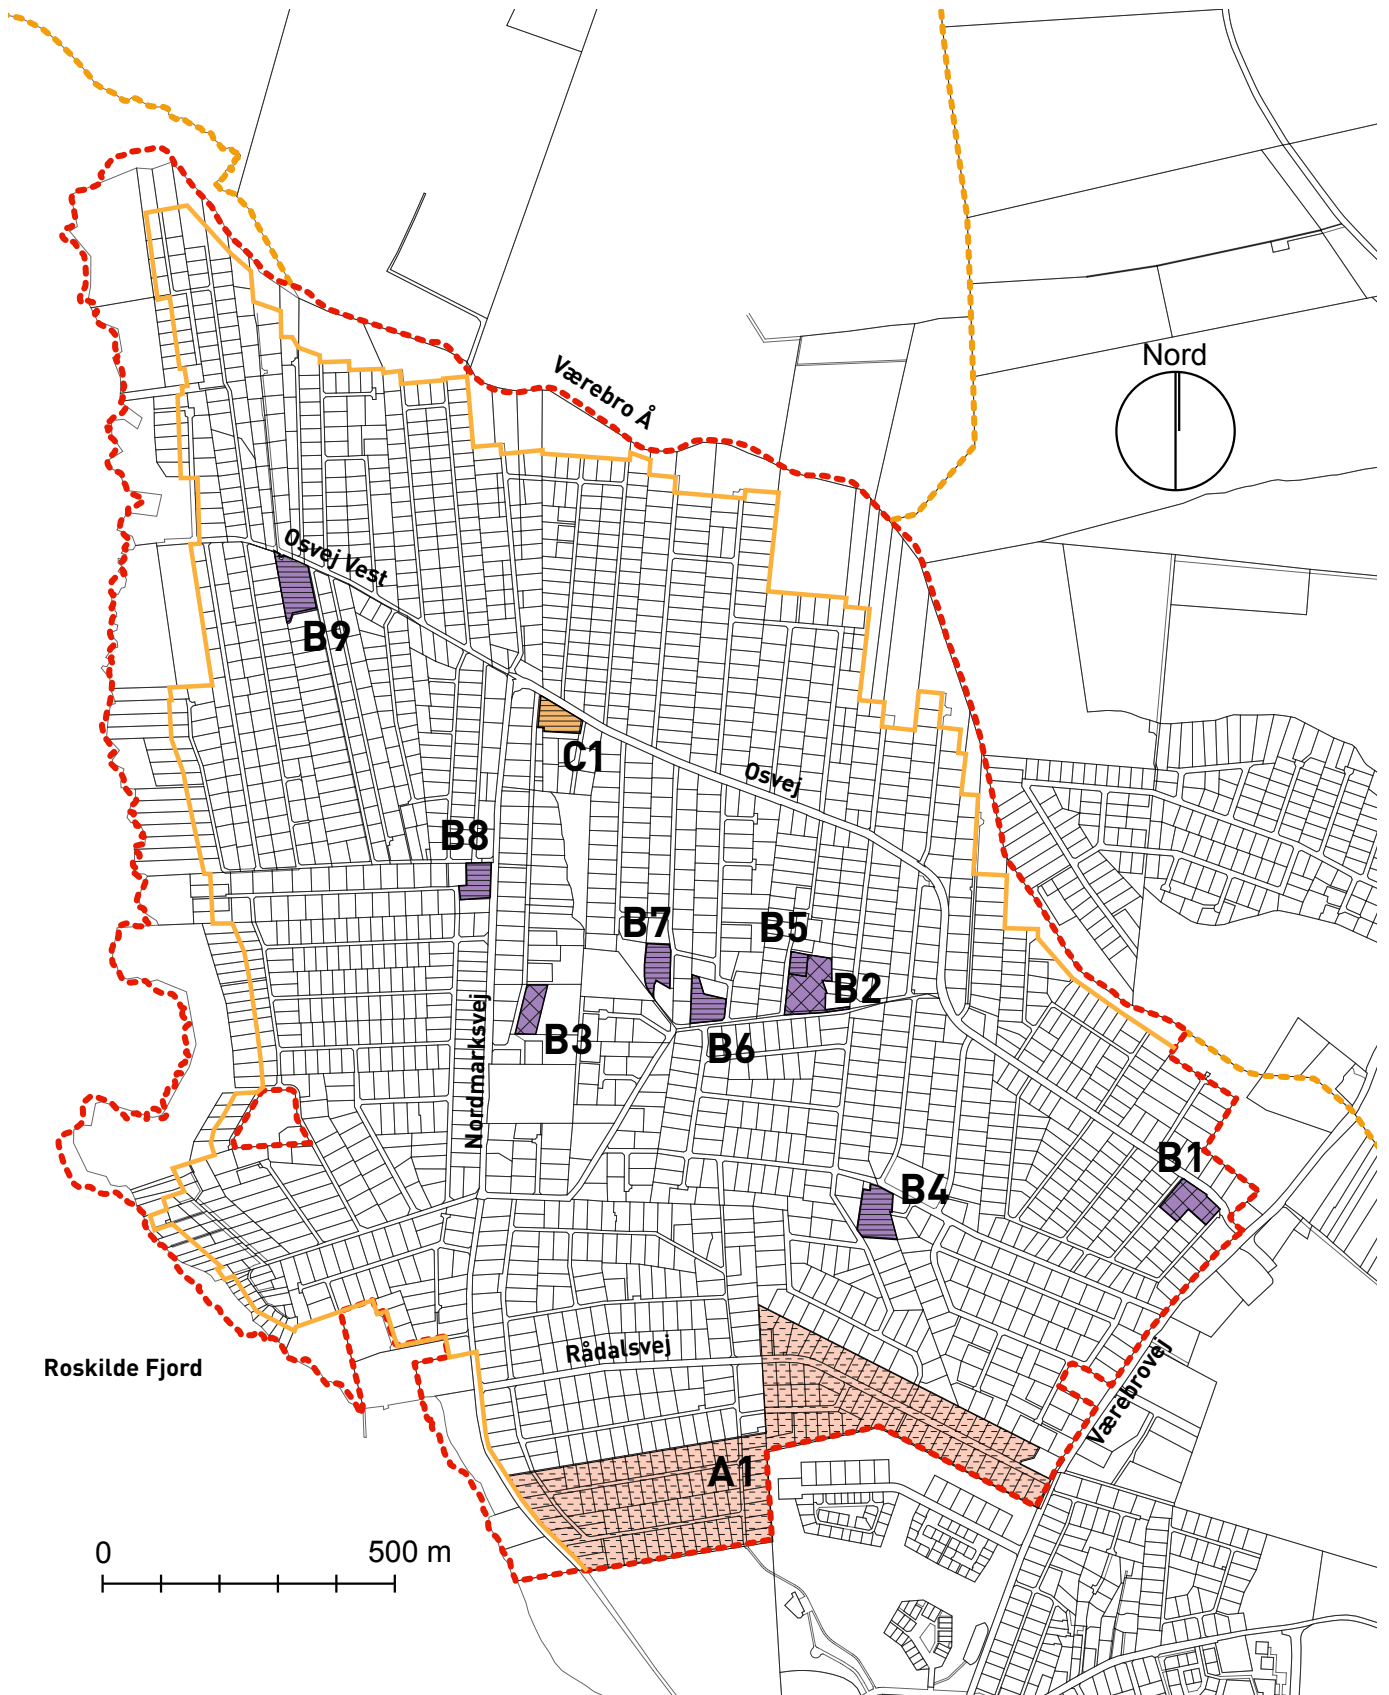 Nord
Værebro Å
Osvej Vest
B9
C1
Osvej
B8
B7
B5
B2
B3
B6
Nordmarksvej
B1
B4
Rådalsvej
Roskilde Fjord
Værebrovej
A1
0
500 m